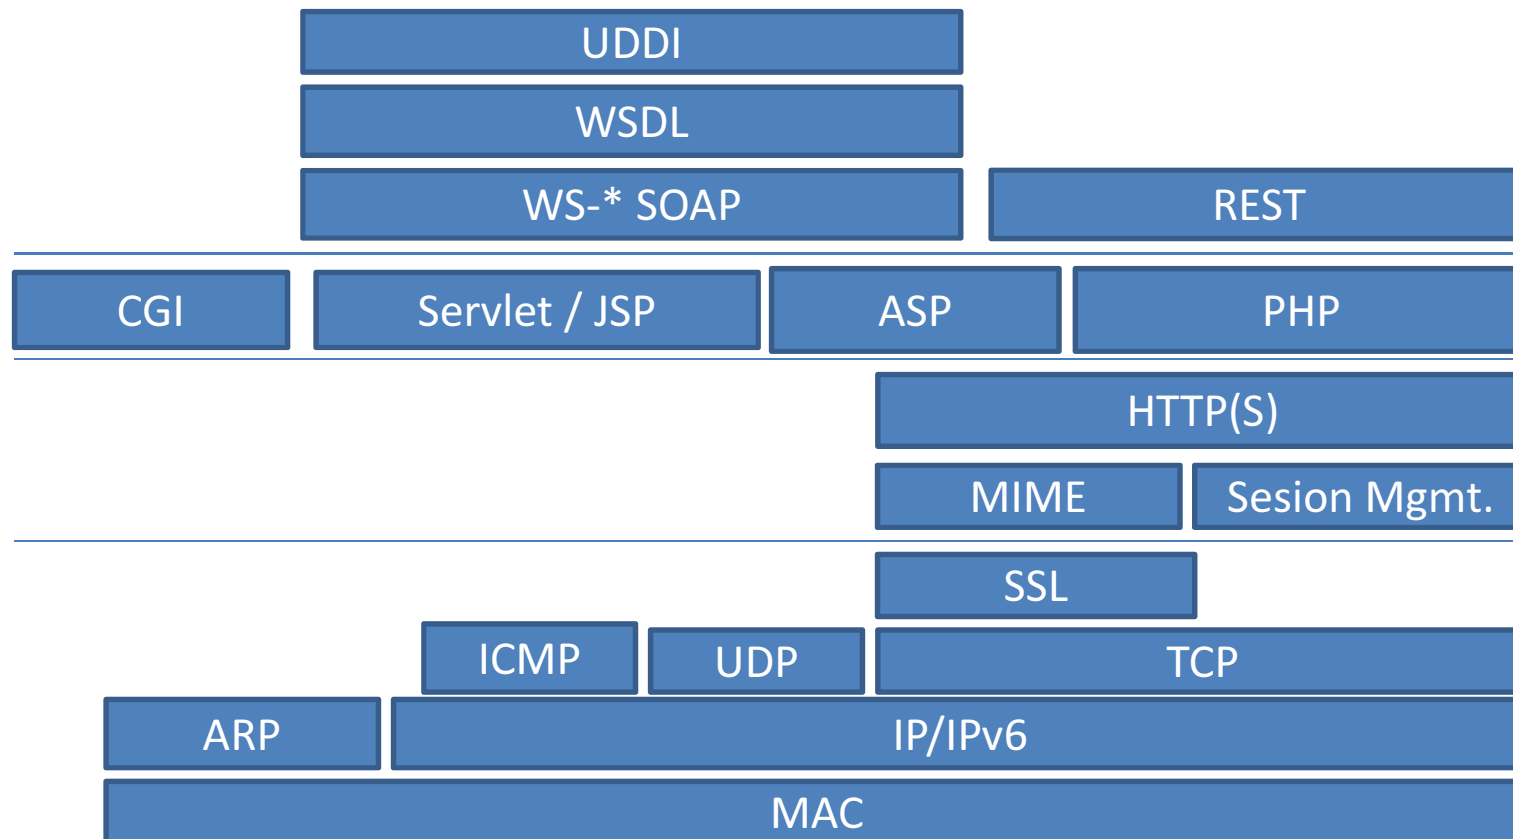 UDDI
WSDL
WS-* SOAP
REST
CGI
Servlet / JSP
ASP
PHP
HTTP(S)
MIME
Sesion Mgmt.
SSL
ICMP
UDP
TCP
ARP
IP/IPv6
MAC